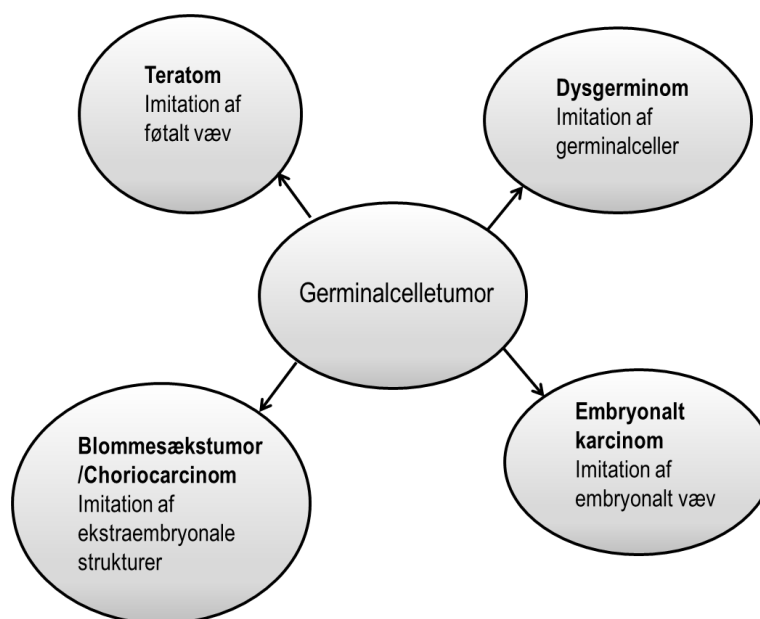 Teratom
Imitation af
føtalt væv
Dysgerminom
Imitation af
germinalceller
Germinalcelletumor
Blommesækstumor
/Choriocarcinom
Imitation af
ekstraembryonale
strukturer
Embryonalt
karcinom
Imitation af
embryonalt væv